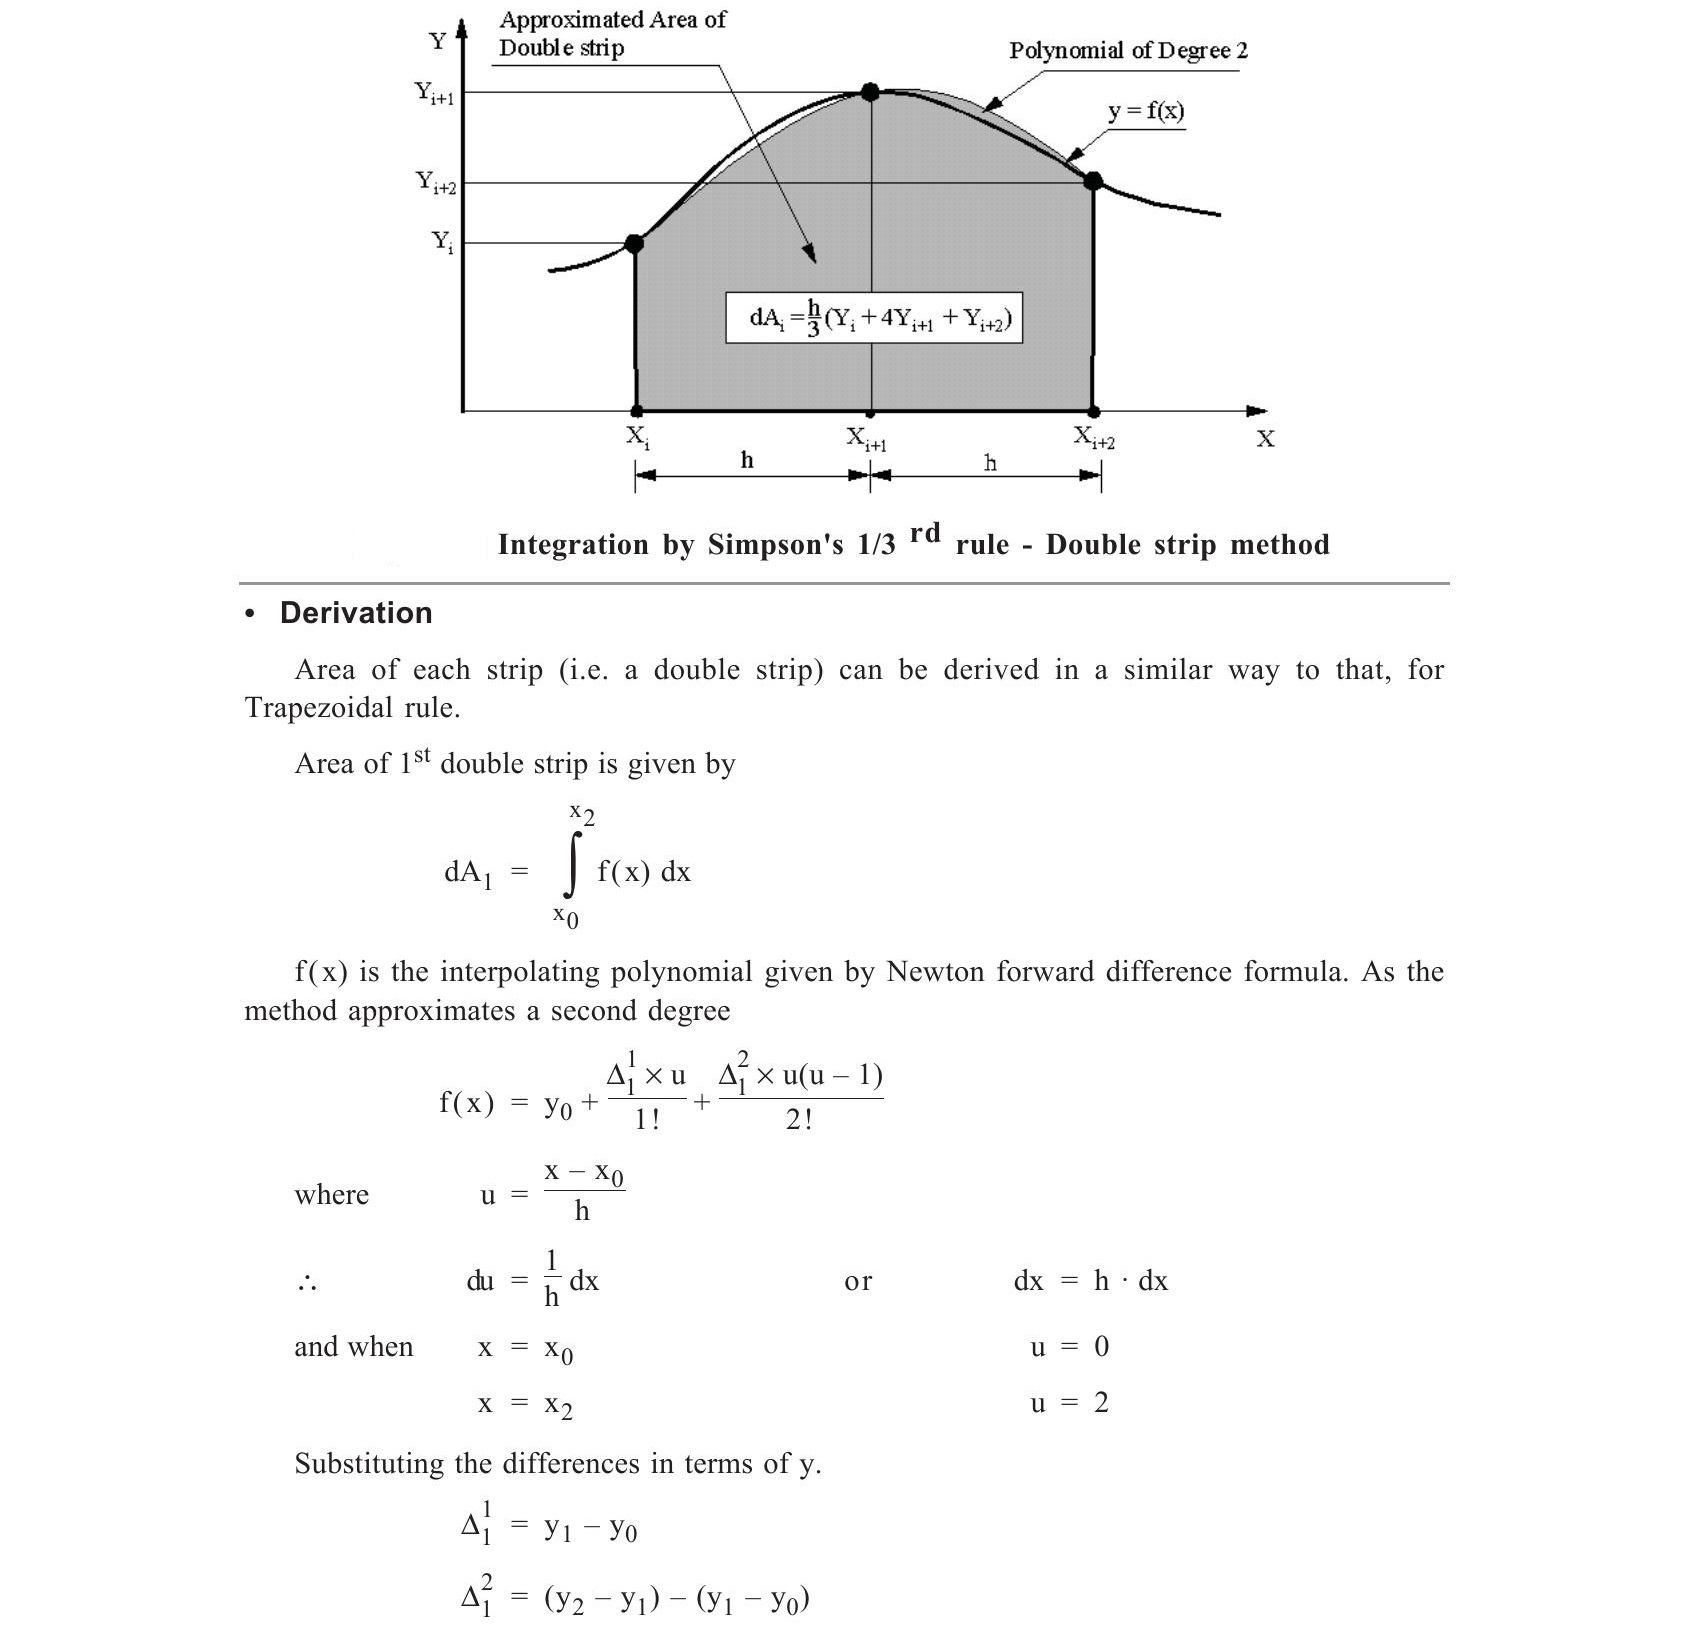 Approximated Area of
Double strip
Polynomial of Degree 2
y = f(x)
Y
Y_{i+1}
Y_{i+2}
Y_i
dA_i = \frac{h}{3}(Y_i + 4Y_{i+1} + Y_{i+2})
X_i X_{i+1} X_{i+2} X
h h
Integration by Simpson's 1/3 rd rule - Double strip method
• Derivation
Area of each strip (i.e. a double strip) can be derived in a similar way to that, for
Trapezoidal rule.
Area of 1st double strip is given by
dA_1 = \int_{x_0}^{x_2} f(x) dx
f(x) is the interpolating polynomial given by Newton forward difference formula. As the
method approximates a second degree
f(x) = y_0 + \frac{\Delta_1^1 × u}{1!} + \frac{\Delta_1^2 × u(u – 1)}{2!}
where u = \frac{x – x_0}{h}
∴ du = \frac{1}{h} dx or dx = h · dx
and when x = x_0 u = 0
x = x_2 u = 2
Substituting the differences in terms of y.
\Delta_1^1 = y_1 – y_0
\Delta_1^2 = (y_2 – y_1) – (y_1 – y_0)